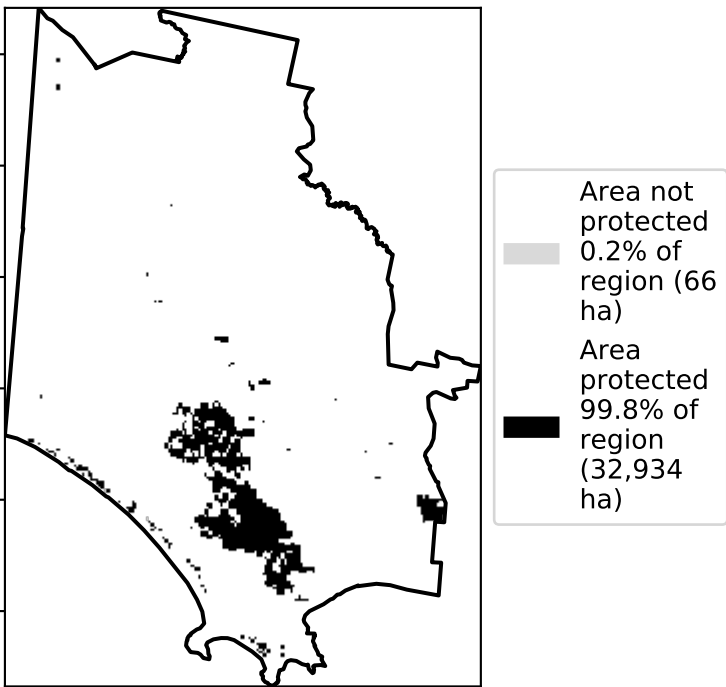 Area not
protected
0.2% of
region (66
ha)
Area
protected
99.8% of
region
(32,934
ha)